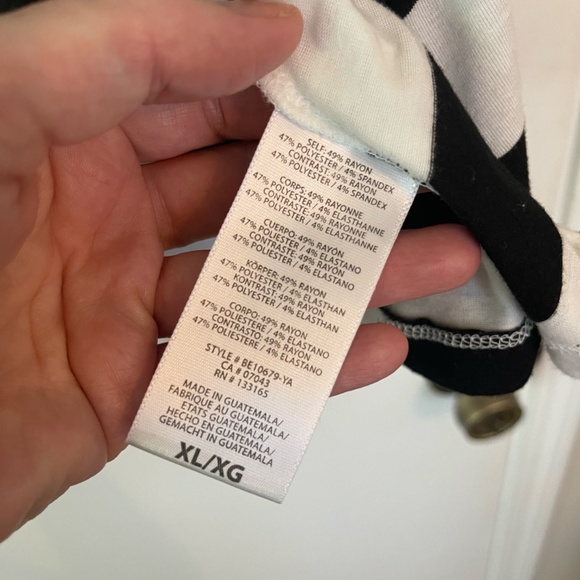 SELF: 49% RAYON
47% POLYESTER / 4% SPANDEX
CONTRAST: 49% RAYON
47% POLYESTER / 4% SPANDEX
CORPS: 49% RAYONNE
47% POLYESTER / 4% ELASTHANNE
CONTRASTE: 49% RAYONNE
47% POLYESTER / 4% ELASTHANNE
CUERPO: 49% RAYÓN
47% POLIESTER / 4% ELASTANO
CONTRASTE: 49% RAYÓN
47% POLIESTER / 4% ELASTANO
KÖRPER: 49% RAYON
47% POLYESTER / 4% ELASTHAN
KONTRAST: 49% RAYON
47% POLYESTER / 4% ELASTHAN
CORPO: 49% RAYON
47% POLIESTERE / 4% ELASTANO
CONTRASTO: 49% RAYON
47% POLIESTERE / 4% ELASTANO
STYLE # BE10679-YA
CA # 07043
RN # 133165
MADE IN GUATEMALA/
FABRIQUE AU GUATEMALA/
ETATS GUATEMALA/
HECHO EN GUATEMALA/
GEMACHT IN GUATEMALA
XL/XG